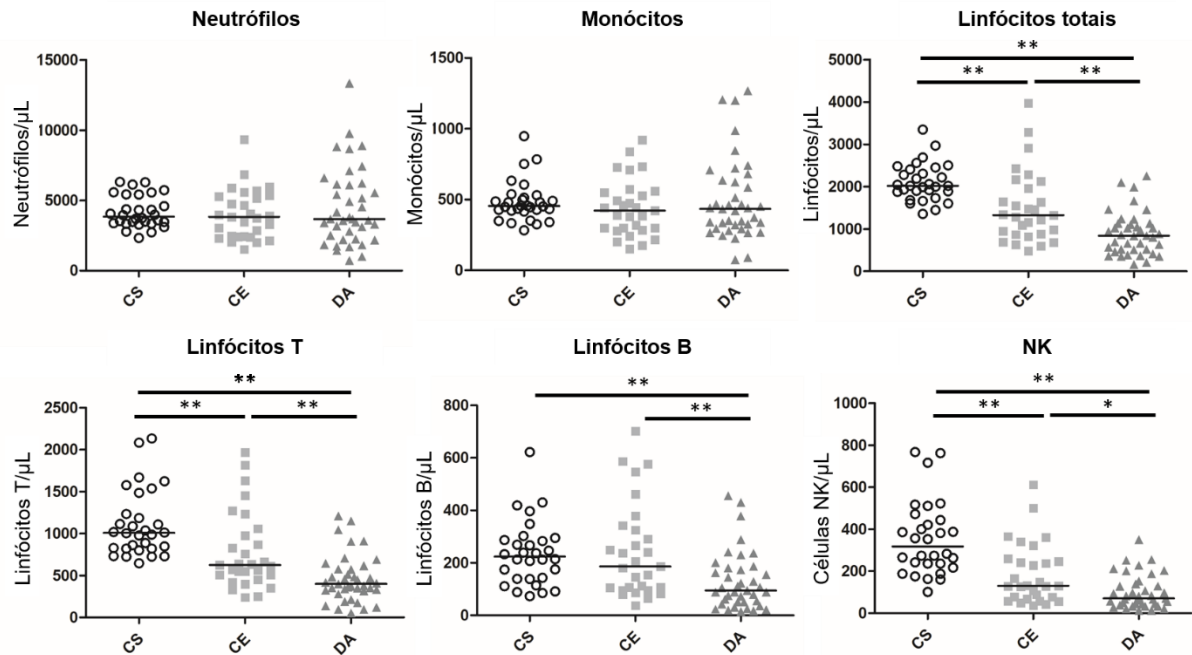 Neutrófilos
Neutrófilos/µL
15000
10000
5000
0
CS
CE
DA
Monócitos
Monócitos/µL
1500
1000
500
0
CS
CE
DA
Linfócitos totais
Linfócitos/µL
5000
4000
3000
2000
1000
0
**
**
**
CS
CE
DA
Linfócitos T
Linfócitos T/µL
2500
2000
1500
1000
500
0
**
**
**
CS
CE
DA
Linfócitos B
Linfócitos B/µL
800
600
400
200
0
**
**
CS
CE
DA
NK
Células NK/µL
1000
800
600
400
200
0
**
**
*
CS
CE
DA